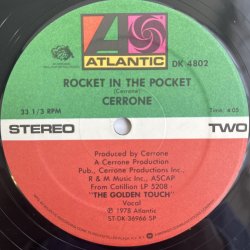 ATLANTIC
DK 4802
ROCKET IN THE POCKET
(Cerrone)
CERRONE
33 1/3 RPM
Time: 4:05
STEREO
TWO
Produced by Cerrone
A Cerrone Production
Pub., Cerrone Productions Inc.,
R & M Music Inc., ASCAP
From Cotillion LP 5208
"THE GOLDEN TOUCH"
Vocal
℗ 1978 Atlantic
ST-DK-36966 SP